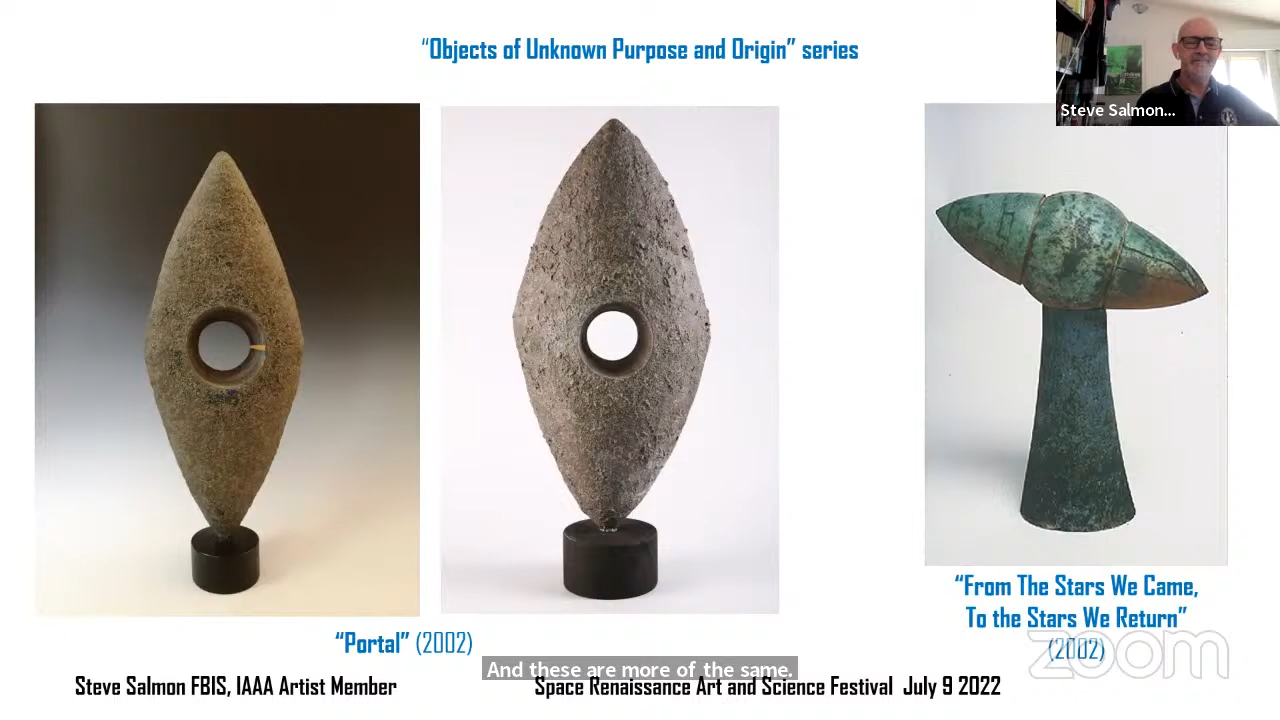 “Objects of Unknown Purpose and Origin” series
Steve Salmon...
“From The Stars We Came,
To the Stars We Return”
(2002)
“Portal” (2002)
zoom
And these are more of the same.
Steve Salmon FBIS, IAAA Artist Member
Space Renaissance Art and Science Festival July 9 2022